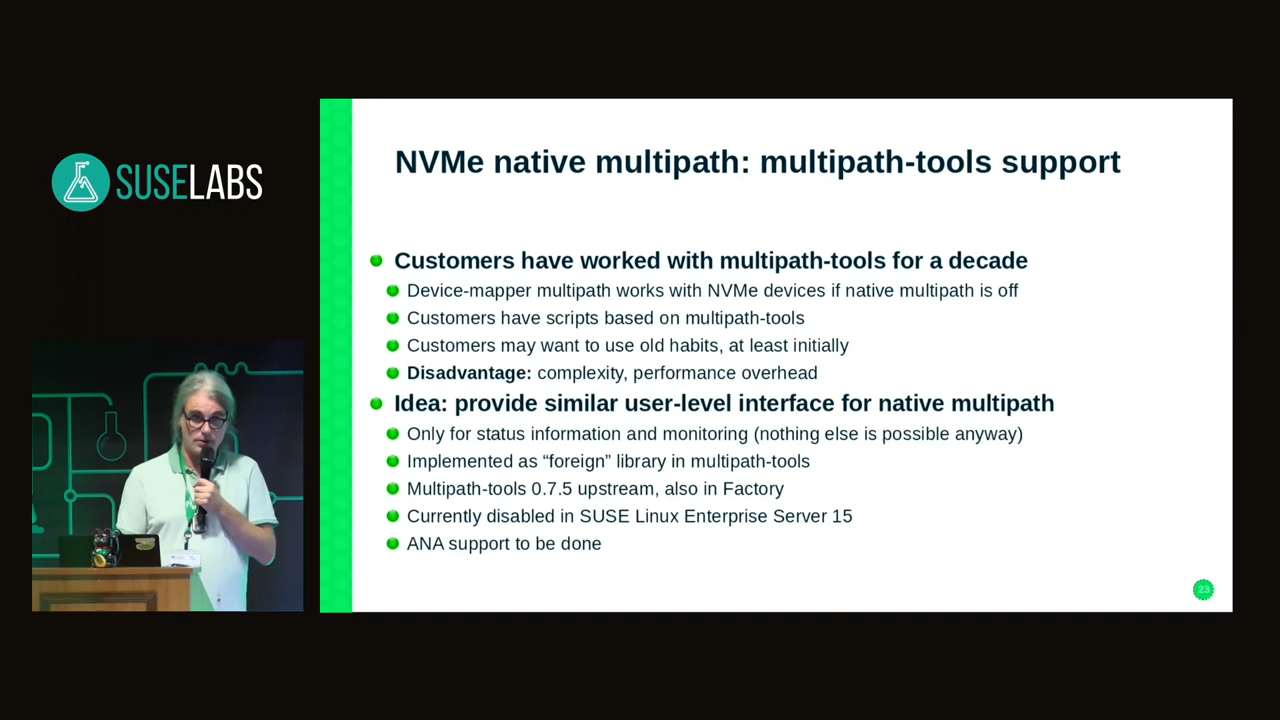 SUSELABS
NVMe native multipath: multipath-tools support
Customers have worked with multipath-tools for a decade
Device-mapper multipath works with NVMe devices if native multipath is off
Customers have scripts based on multipath-tools
Customers may want to use old habits, at least initially
Disadvantage: complexity, performance overhead
Idea: provide similar user-level interface for native multipath
Only for status information and monitoring (nothing else is possible anyway)
Implemented as “foreign” library in multipath-tools
Multipath-tools 0.7.5 upstream, also in Factory
Currently disabled in SUSE Linux Enterprise Server 15
ANA support to be done
23